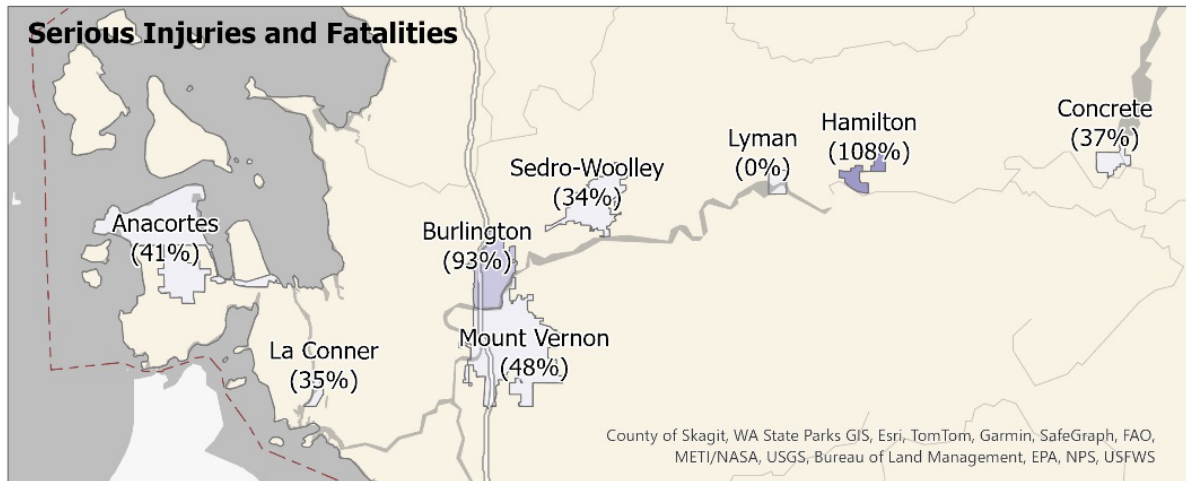 Serious Injuries and Fatalities
Concrete
(37%)
Hamilton
(108%)
Lyman
(0%)
Sedro-Woolley
(34%)
Anacortes
(41%)
Burlington
(93%)
Mount Vernon
(48%)
La Conner
(35%)
County of Skagit, WA State Parks GIS, Esri, TomTom, Garmin, SafeGraph, FAO,
METI/NASA, USGS, Bureau of Land Management, EPA, NPS, USFWS